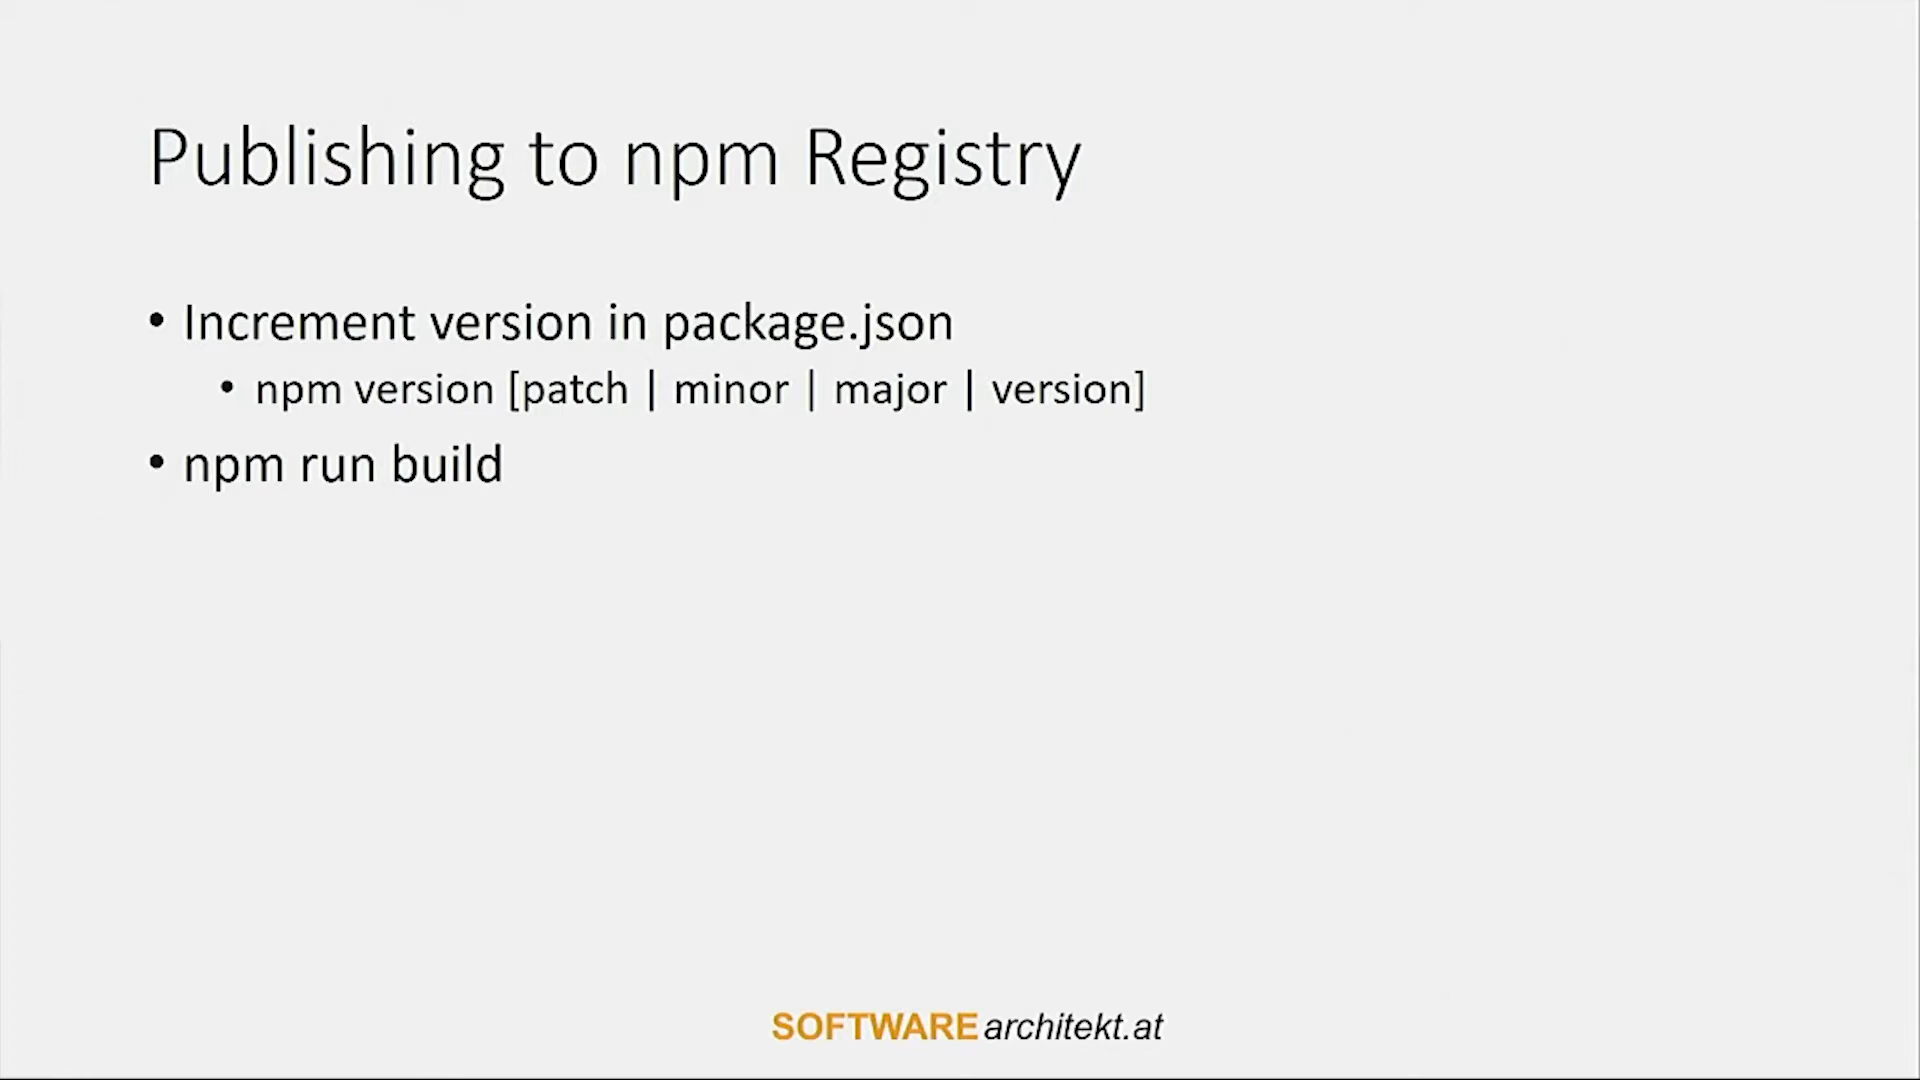 Publishing to npm Registry
• Increment version in package.json
• npm version [patch | minor | major | version]
• npm run build
SOFTWAREarchitekt.at